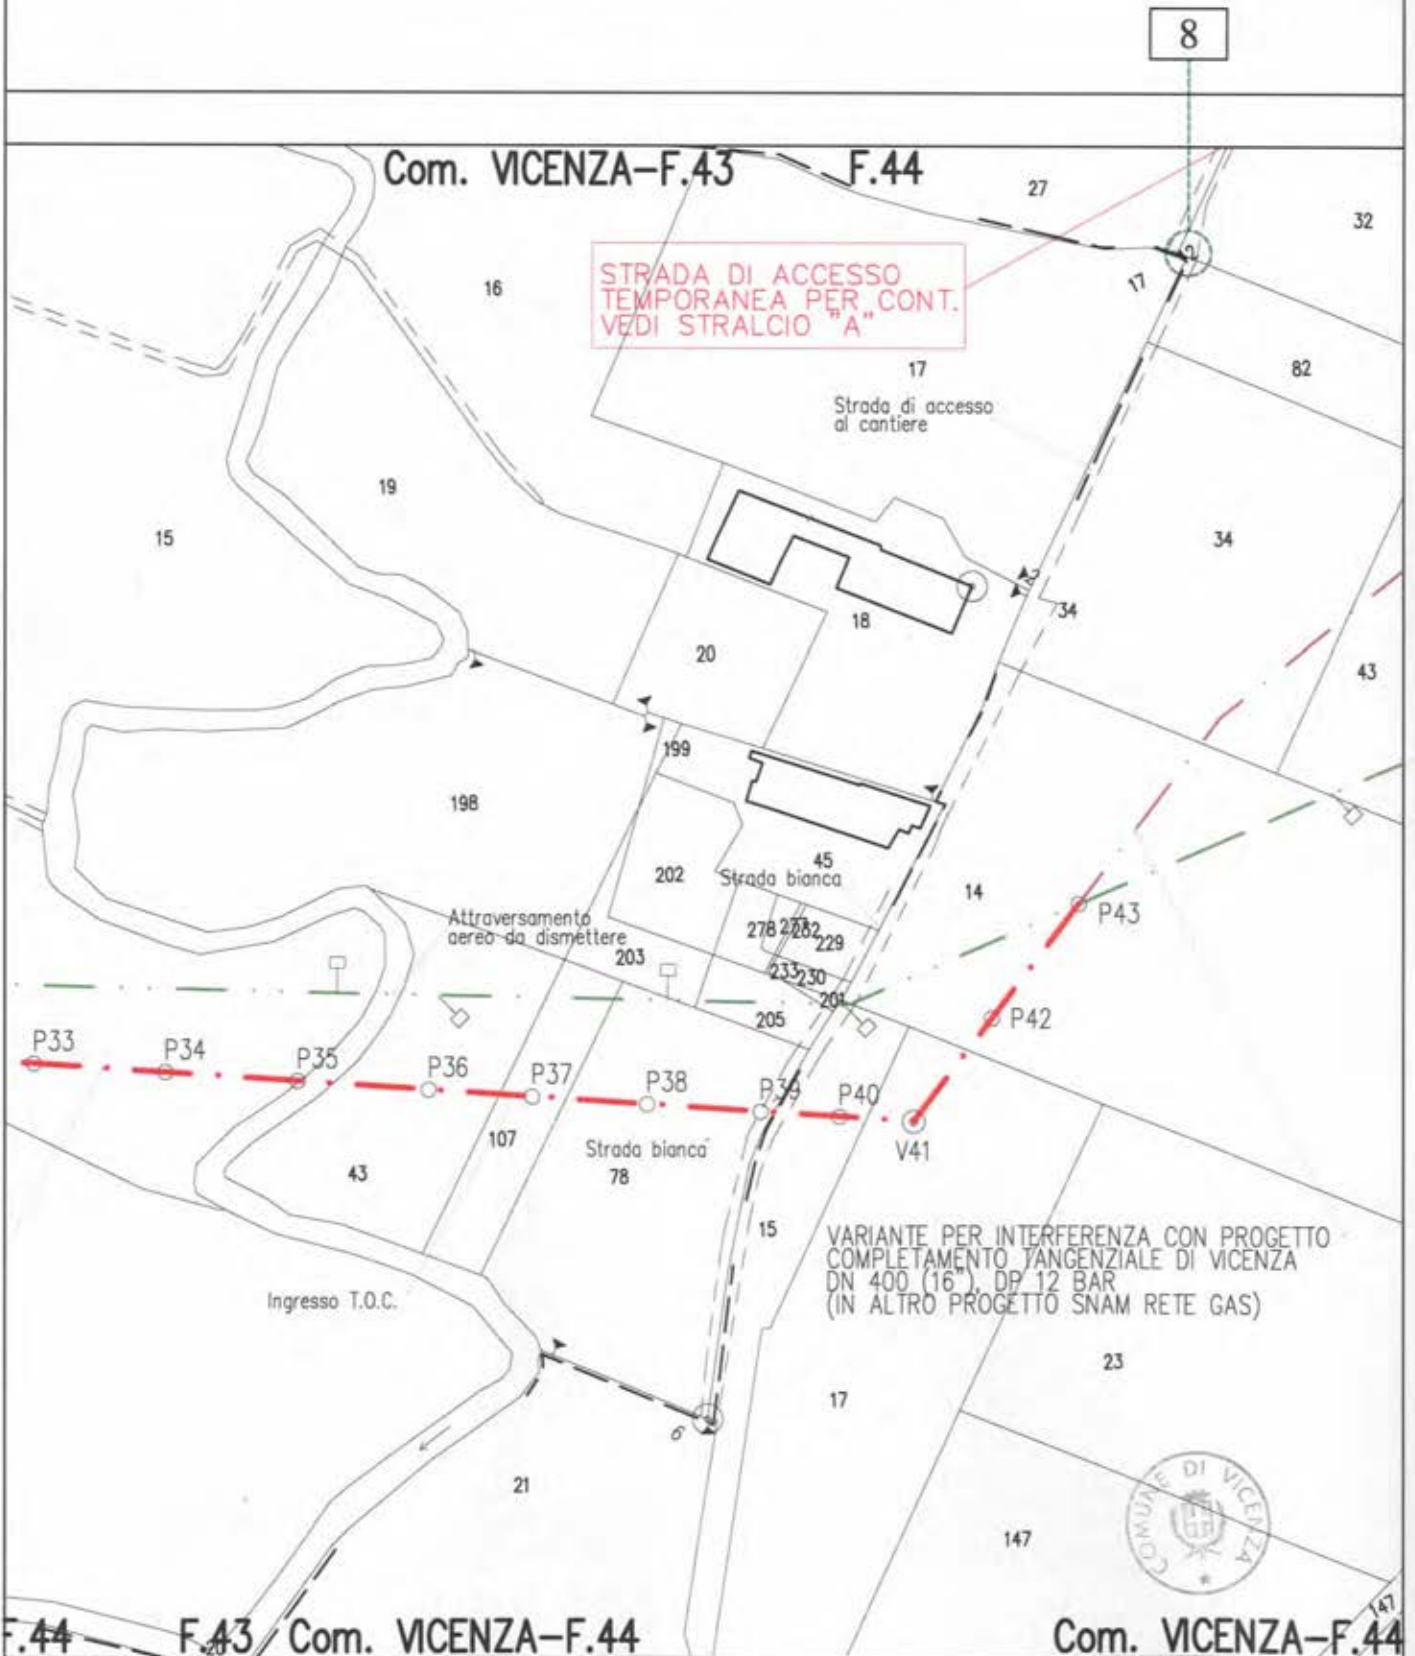 8
Com. VICENZA-F.43
F.44
27
32
16
STRADA DI ACCESSO
TEMPORANEA PER CONT.
VEDI STRALCIO "A"
2
17
17
82
Strada di accesso
al cantiere
19
15
34
2
34
18
20
43
199
198
45
202
Strada bianca
14
P43
Attraversamento
aereo da dismettere
278
262
229
203
233
230
201
205
P42
P33
P34
P35
P36
P37
P38
P39
P40
V41
107
Strada bianca
43
78
15
VARIANTE PER INTERFERENZA CON PROGETTO
COMPLETAMENTO TANGENZIALE DI VICENZA
DN 400 (16"), DP 12 BAR
(IN ALTRO PROGETTO SNAM RETE GAS)
Ingresso T.O.C.
23
17
6
21
COMUNE DI VICENZA
147
147
F.44
F.43
Com. VICENZA-F.44
Com. VICENZA-F.44